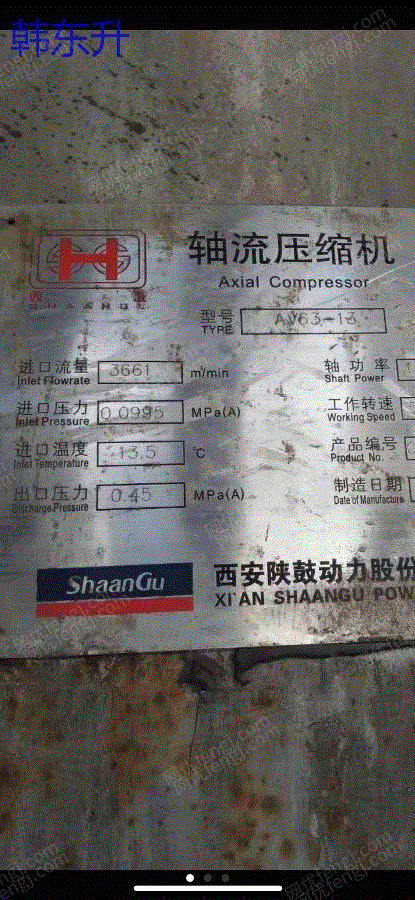 韩东升
轴流压缩机
Axial Compressor
型号 TYPE AV63-13
进口流量 Inlet Flowrate 3661 m³/min
轴功率 Shaft Power
进口压力 Inlet Pressure 0.0995 MPa(A)
工作转速 Working Speed
进口温度 Inlet Temperature 13.5 ℃
产品编号 Product No.
出口压力 Discharge Pressure 0.45 MPa(A)
制造日期 Date of Manufacture
ShaanGu
西安陕鼓动力股份
XI'AN SHAANGU POW